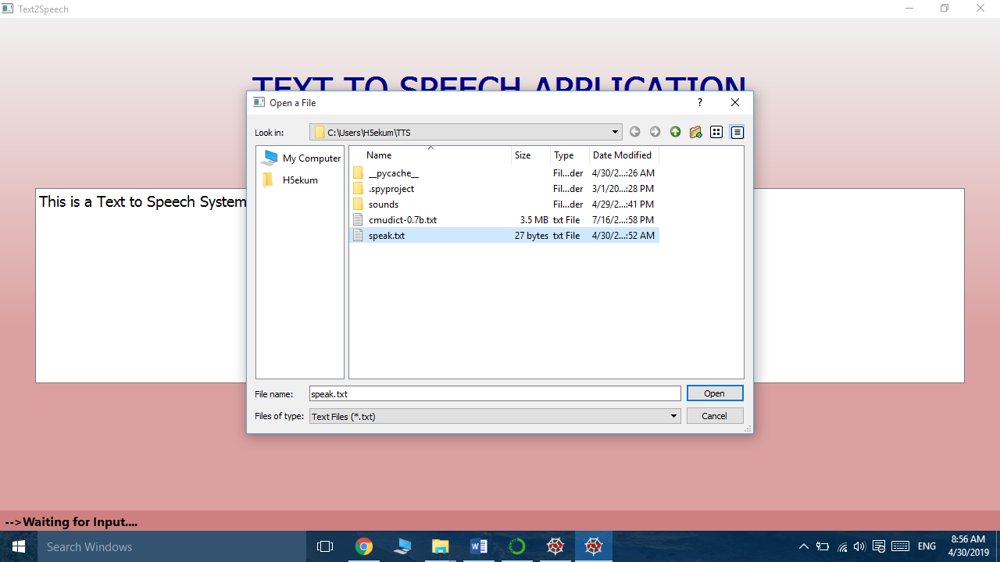 Text2Speech
TEXT TO SPEECH APPLICATION
Open a File
?
Look in:
C:\Users\H5ekum\TTS
My Computer
H5ekum
Name Size Type Date Modified
__pycache__ Fil...der 4/30/2...:26 AM
.spyproject Fil...der 3/1/20...:28 PM
sounds Fil...der 4/29/2...:41 PM
cmudict-0.7b.txt 3.5 MB txt File 7/16/2...:58 PM
speak.txt 27 bytes txt File 4/30/2...:52 AM
This is a Text to Speech System
File name: speak.txt Open
Files of type: Text Files (*.txt) Cancel
-->Waiting for Input....
Search Windows
ENG
8:56 AM
4/30/2019